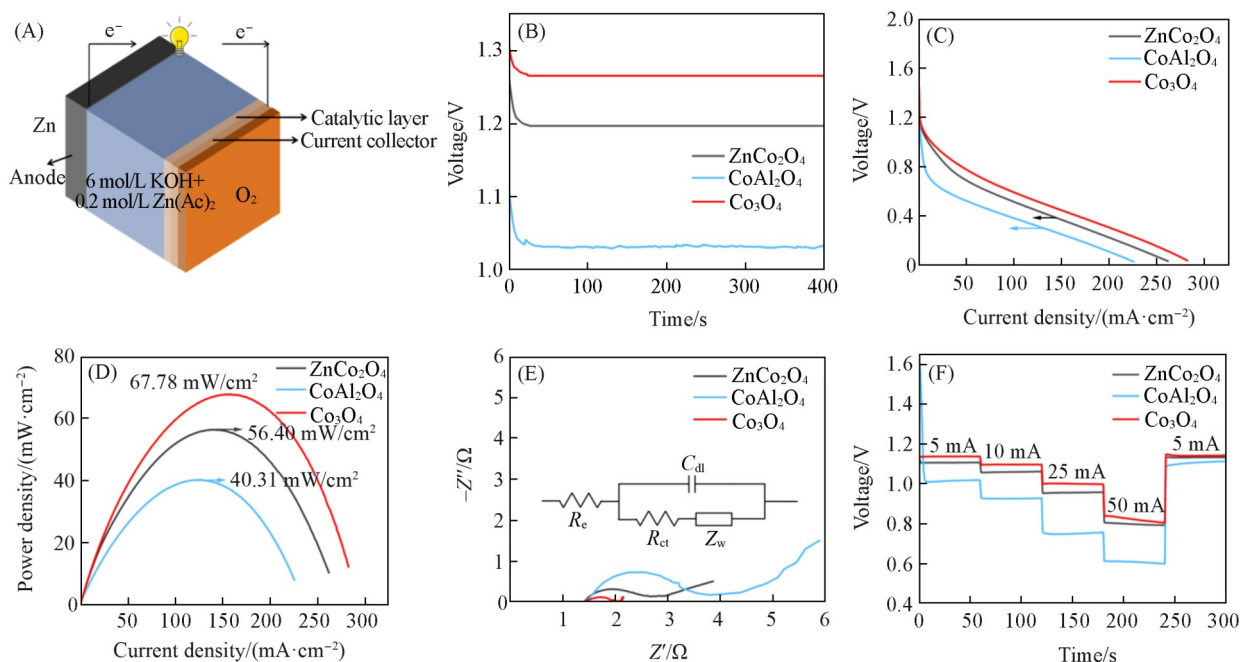 (A)
e⁻
e⁻
Zn
Anode
6 mol/L KOH+
0.2 mol/L Zn(Ac)₂
O₂
Catalytic layer
Current collector
(B)
Voltage/V
1.3
1.2
1.1
1.0
ZnCo₂O₄
CoAl₂O₄
Co₃O₄
0 100 200 300 400
Time/s
(C)
Voltage/V
2.0
1.6
1.2
0.8
0.4
0
ZnCo₂O₄
CoAl₂O₄
Co₃O₄
50 100 150 200 250 300
Current density/(mA·cm⁻²)
(D)
Power density/(mW·cm⁻²)
80
60
40
20
0
ZnCo₂O₄
CoAl₂O₄
Co₃O₄
67.78 mW/cm²
56.40 mW/cm²
40.31 mW/cm²
50 100 150 200 250 300
Current density/(mA·cm⁻²)
(E)
−Z″/Ω
6
5
4
3
2
1
0
ZnCo₂O₄
CoAl₂O₄
Co₃O₄
C_dl
R_e
R_ct
Z_w
1 2 3 4 5 6
Z′/Ω
(F)
Voltage/V
1.6
1.4
1.2
1.0
0.8
0.6
0.4
ZnCo₂O₄
CoAl₂O₄
Co₃O₄
5 mA
10 mA
25 mA
50 mA
5 mA
0 50 100 150 200 250 300
Time/s